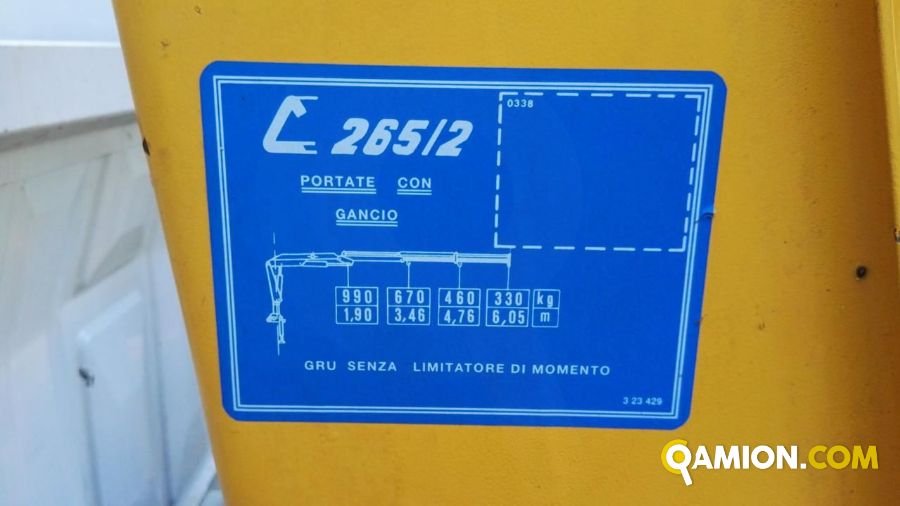 0338
C 265/2
PORTATE CON
GANCIO
990 670 460 330 kg
1,90 3,46 4,76 6,05 m
GRU SENZA LIMITATORE DI MOMENTO
3 23 429
QAMION.COM